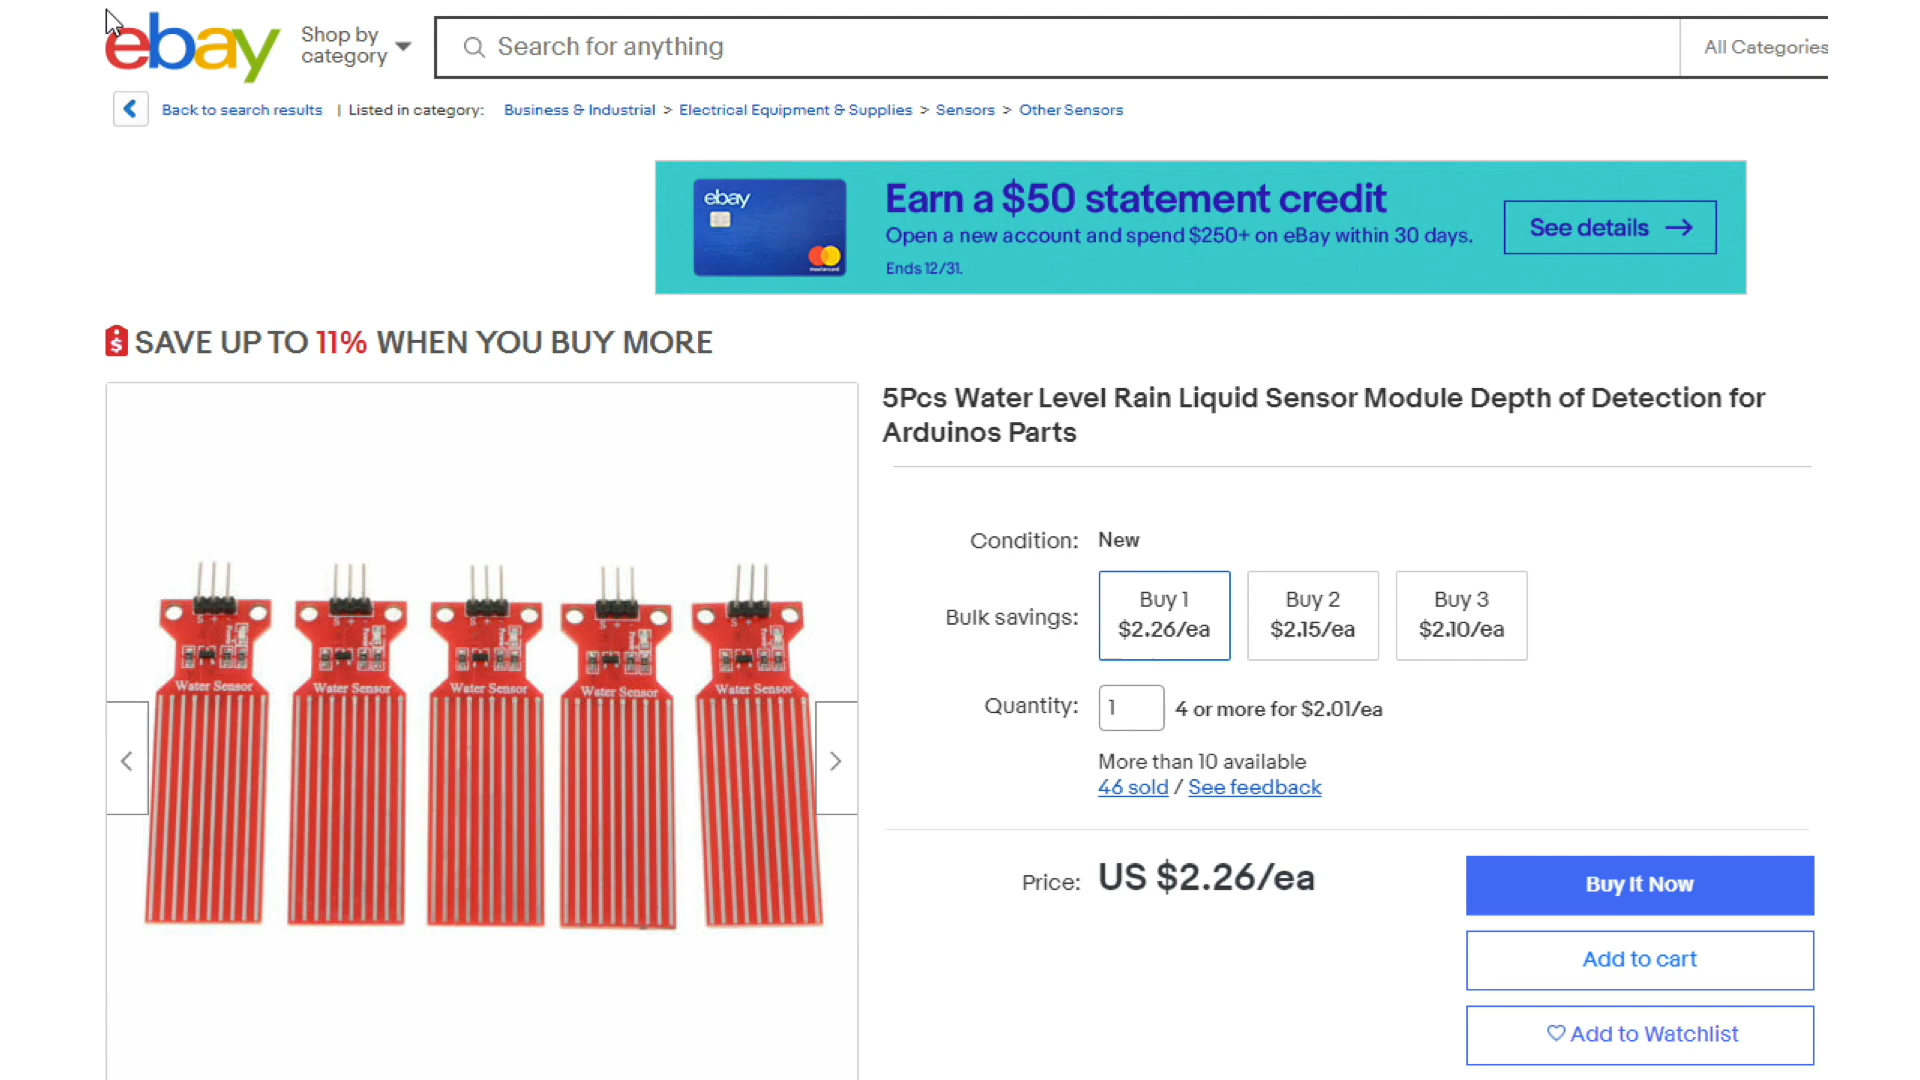 ebay
Shop by
category
Search for anything
All Categories
Back to search results | Listed in category: Business & Industrial > Electrical Equipment & Supplies > Sensors > Other Sensors
ebay
mastercard
Earn a $50 statement credit
Open a new account and spend $250+ on eBay within 30 days.
Ends 12/31.
See details →
SAVE UP TO 11% WHEN YOU BUY MORE
5Pcs Water Level Rain Liquid Sensor Module Depth of Detection for
Arduinos Parts
Condition: New
Bulk savings:
Buy 1
$2.26/ea
Buy 2
$2.15/ea
Buy 3
$2.10/ea
Quantity: 1 4 or more for $2.01/ea
More than 10 available
46 sold / See feedback
Price: US $2.26/ea
Buy It Now
Add to cart
Add to Watchlist
S +
S +
S +
S +
S +
Water Sensor
Water Sensor
Water Sensor
Water Sensor
Water Sensor